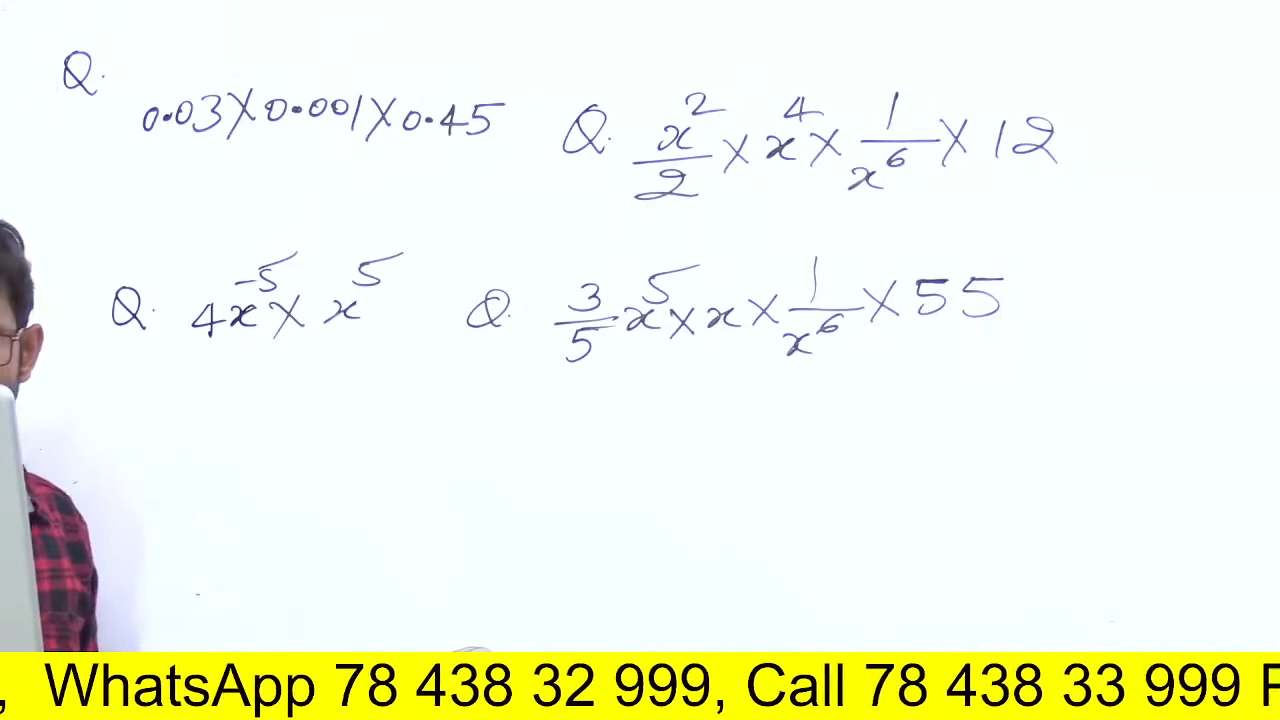 Q.
0.03×0.001×0.45
Q. x²/2 × x⁴ × 1/x⁶ × 12
Q. 4x⁻⁵ × x⁵
Q. 3/5 x⁵ × x × 1/x⁶ × 55
, WhatsApp 78 438 32 999, Call 78 438 33 999